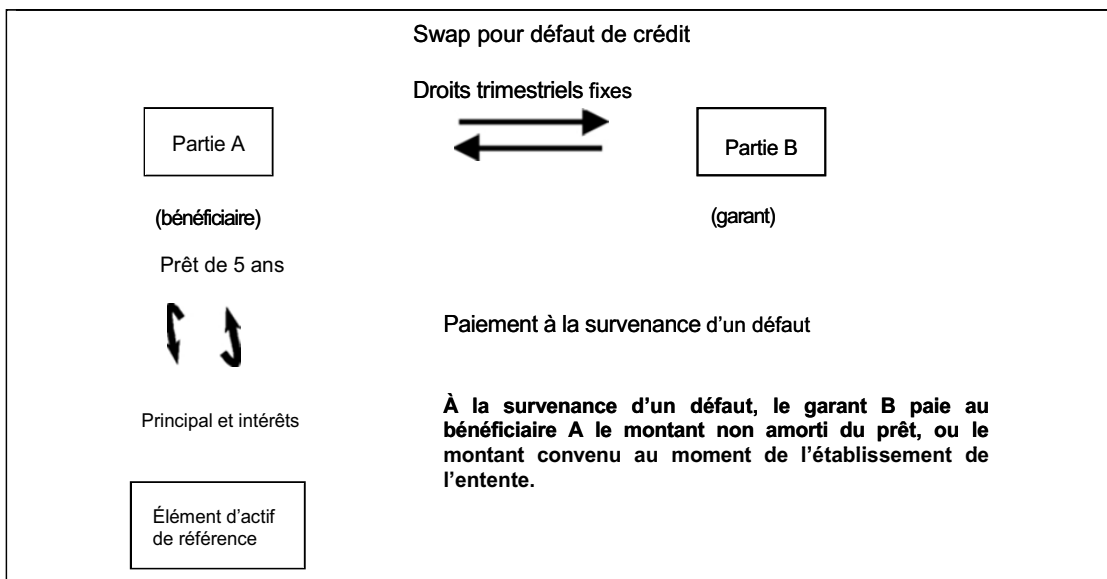 Swap pour défaut de crédit
Droits trimestriels fixes
Partie A
Partie B
(bénéficiaire)
(garant)
Prêt de 5 ans
Paiement à la survenance d’un défaut
Principal et intérêts
À la survenance d’un défaut, le garant B paie au
bénéficiaire A le montant non amorti du prêt, ou le
montant convenu au moment de l’établissement de
l’entente.
Élément d’actif
de référence